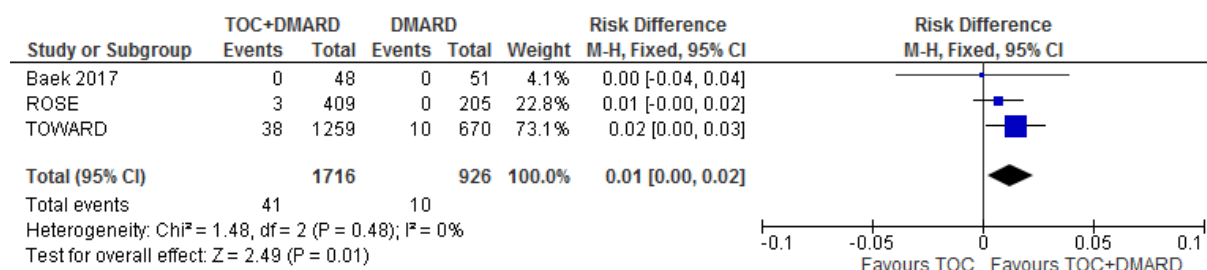 TOC+DMARD DMARD Risk Difference Risk Difference
Study or Subgroup Events Total Events Total Weight M-H, Fixed, 95% CI M-H, Fixed, 95% CI
Baek 2017 0 48 0 51 4.1% 0.00 [-0.04, 0.04]
ROSE 3 409 0 205 22.8% 0.01 [-0.00, 0.02]
TOWARD 38 1259 10 670 73.1% 0.02 [0.00, 0.03]
Total (95% CI) 1716 926 100.0% 0.01 [0.00, 0.02]
Total events 41 10
Heterogeneity: Chi² = 1.48, df = 2 (P = 0.48); I² = 0%
Test for overall effect: Z = 2.49 (P = 0.01)
-0.1 -0.05 0 0.05 0.1
Favours TOC Favours TOC+DMARD